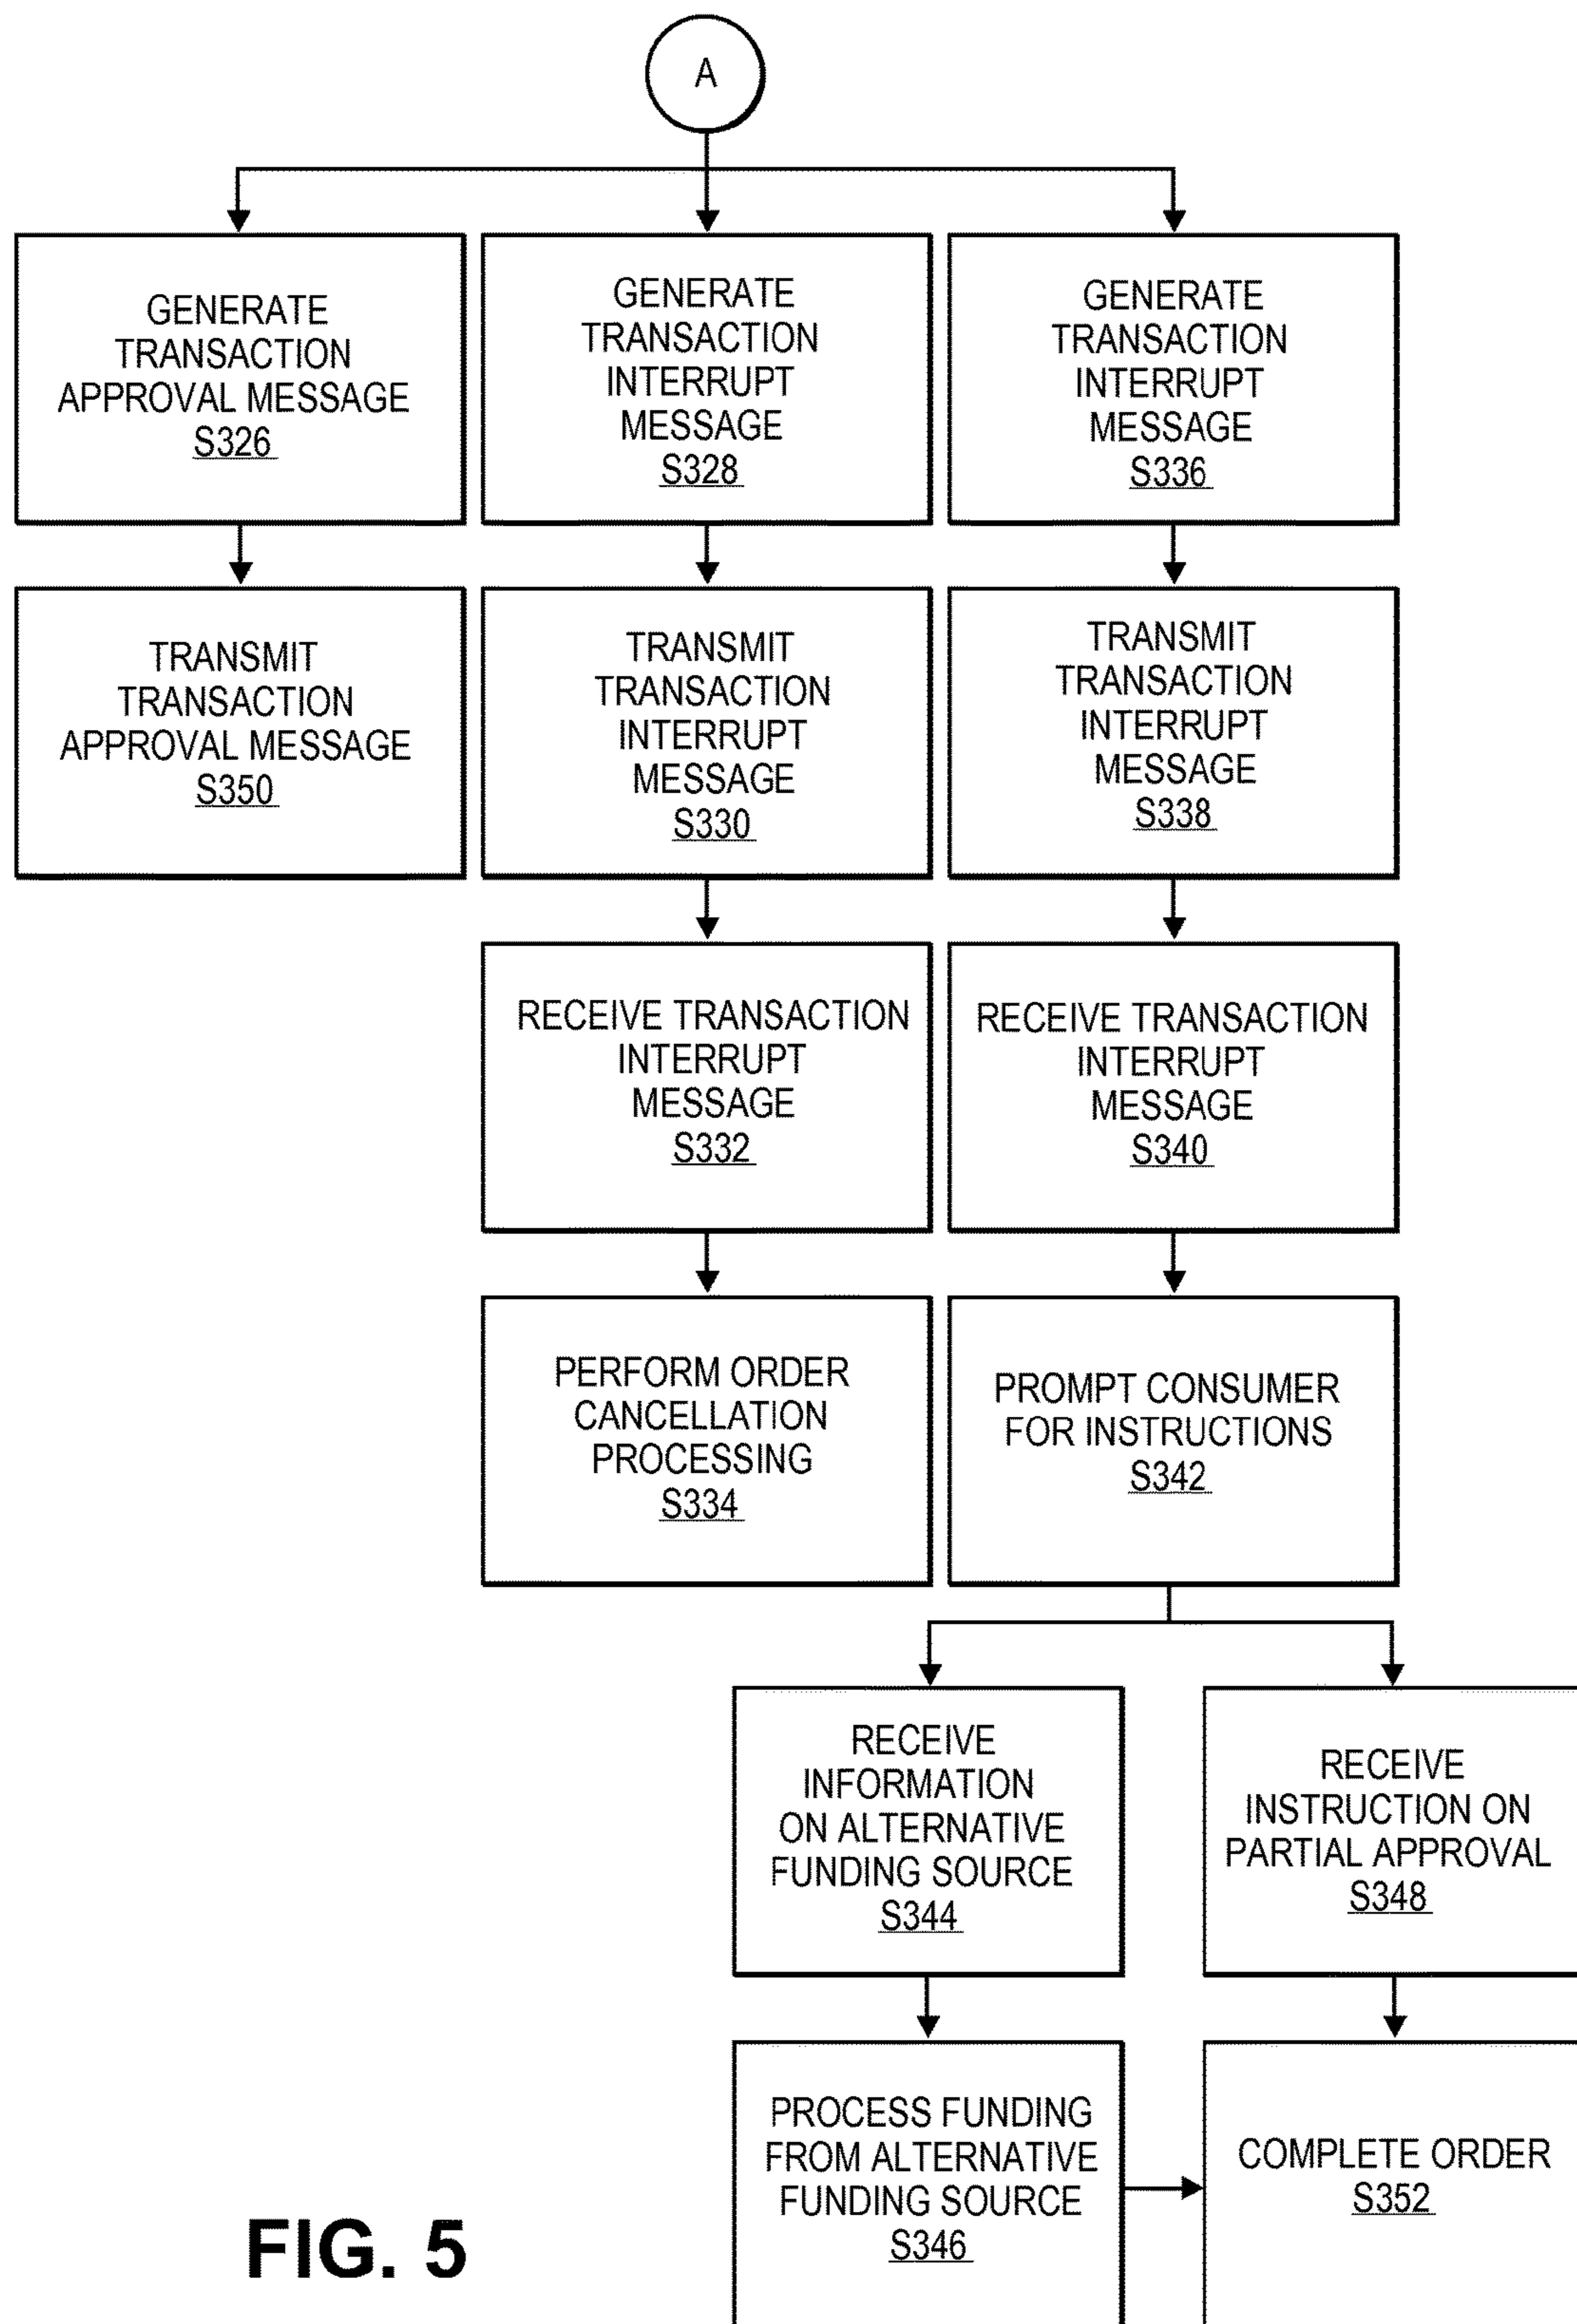 A
GENERATE
TRANSACTION
APPROVAL MESSAGE
S326
GENERATE
TRANSACTION
INTERRUPT
MESSAGE
S328
GENERATE
TRANSACTION
INTERRUPT
MESSAGE
S336
TRANSMIT
TRANSACTION
APPROVAL MESSAGE
S350
TRANSMIT
TRANSACTION
INTERRUPT
MESSAGE
S330
TRANSMIT
TRANSACTION
INTERRUPT
MESSAGE
S338
RECEIVE TRANSACTION
INTERRUPT
MESSAGE
S332
RECEIVE TRANSACTION
INTERRUPT
MESSAGE
S340
PERFORM ORDER
CANCELLATION
PROCESSING
S334
PROMPT CONSUMER
FOR INSTRUCTIONS
S342
RECEIVE
INFORMATION
ON ALTERNATIVE
FUNDING SOURCE
S344
RECEIVE
INSTRUCTION ON
PARTIAL APPROVAL
S348
PROCESS FUNDING
FROM ALTERNATIVE
FUNDING SOURCE
S346
COMPLETE ORDER
S352
FIG. 5